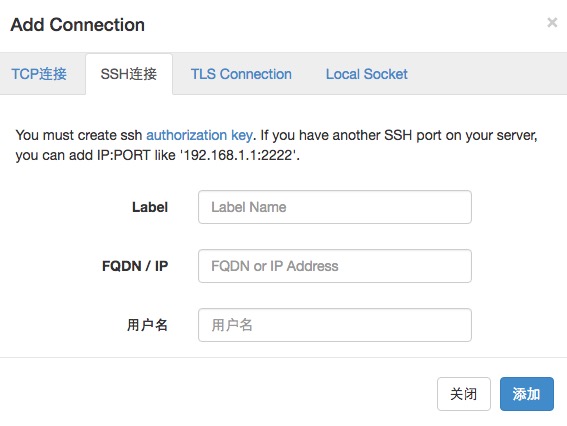 Add Connection ×
TCP连接 SSH连接 TLS Connection Local Socket
You must create ssh authorization key. If you have another SSH port on your server,
you can add IP:PORT like '192.168.1.1:2222'.
Label Label Name
FQDN / IP FQDN or IP Address
用户名 用户名
关闭 添加